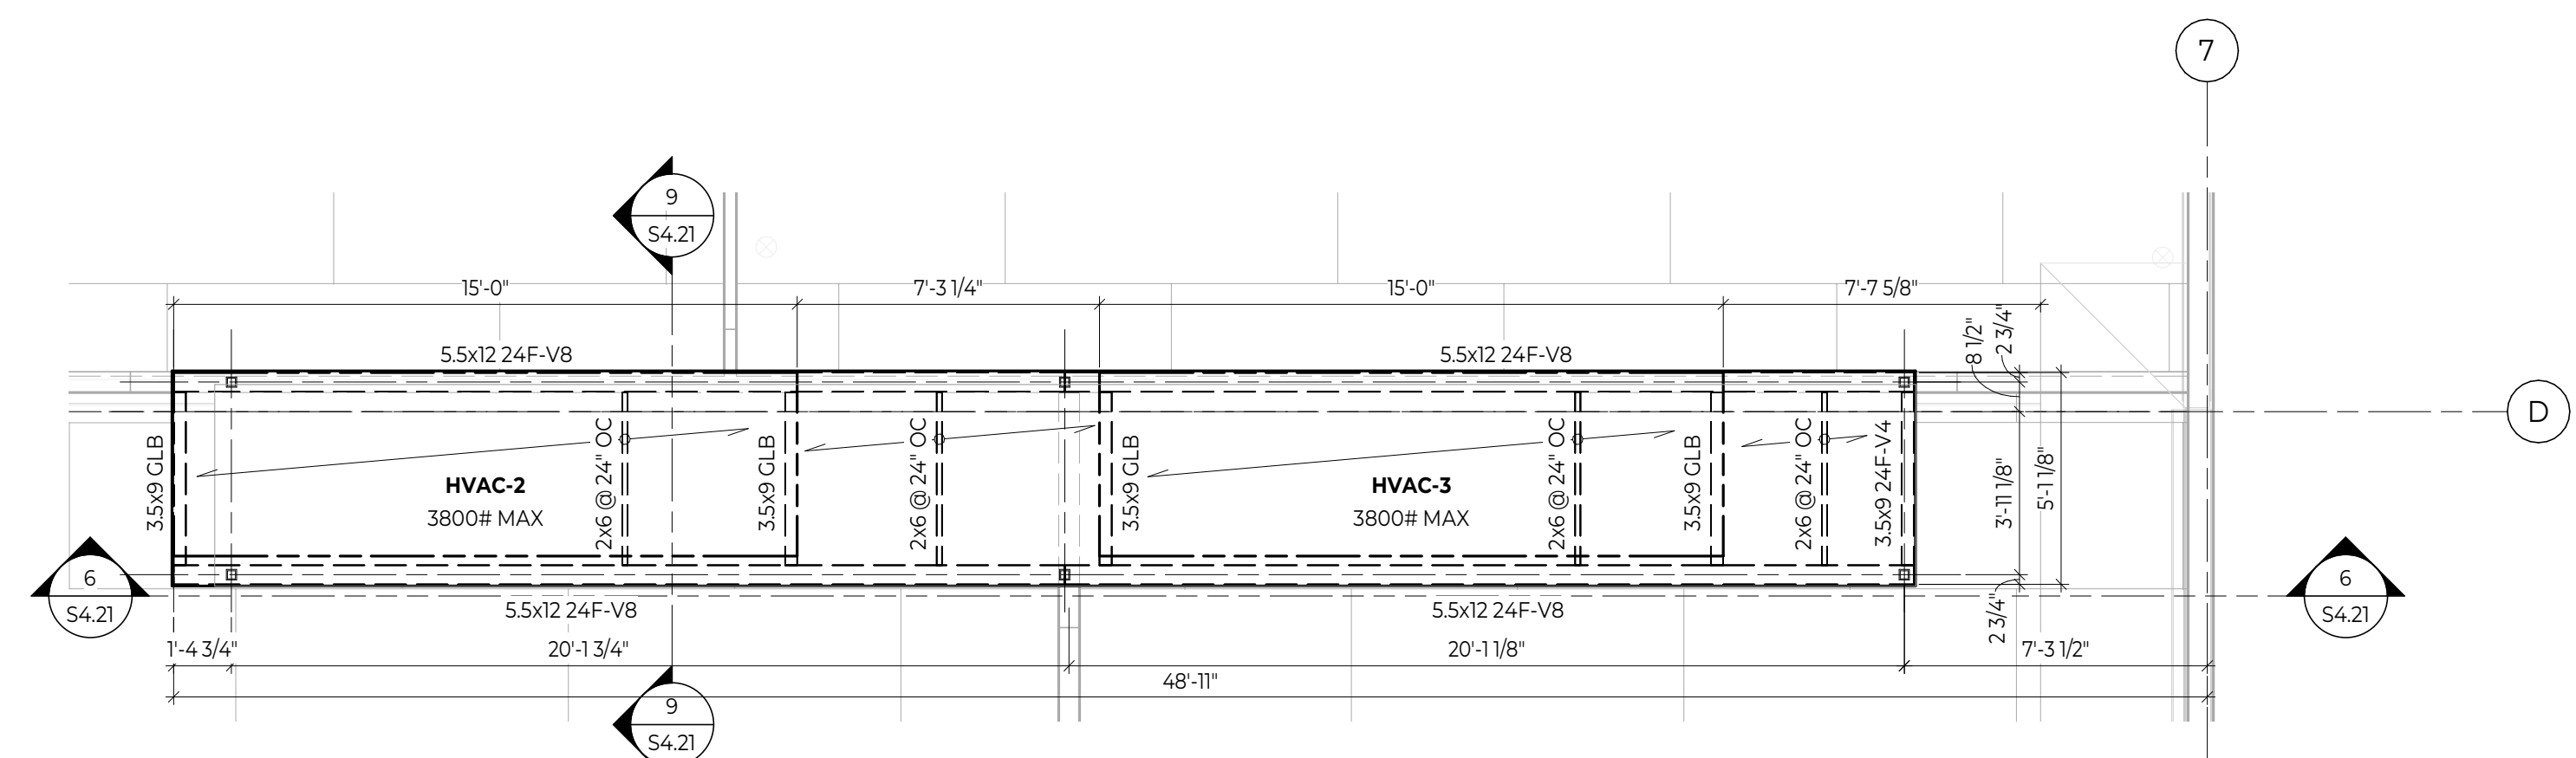 7
9
S4.21
15'-0"
7'-3 1/4"
15'-0"
7'-7 5/8"
8 1/2"
2 3/4"
5.5x12 24F-V8
5.5x12 24F-V8
D
3.5x9 GLB
HVAC-2
3800# MAX
2x6 @ 24" OC
3.5x9 GLB
2x6 @ 24" OC
3.5x9 GLB
HVAC-3
3800# MAX
2x6 @ 24" OC
3.5x9 GLB
2x6 @ 24" OC
3.5x9 24F-V4
3'-11 1/8"
5'-1 1/8"
6
S4.21
6
S4.21
5.5x12 24F-V8
5.5x12 24F-V8
2 3/4"
1'-4 3/4"
20'-1 3/4"
20'-1 1/8"
7'-3 1/2"
48'-11"
9
S4.21